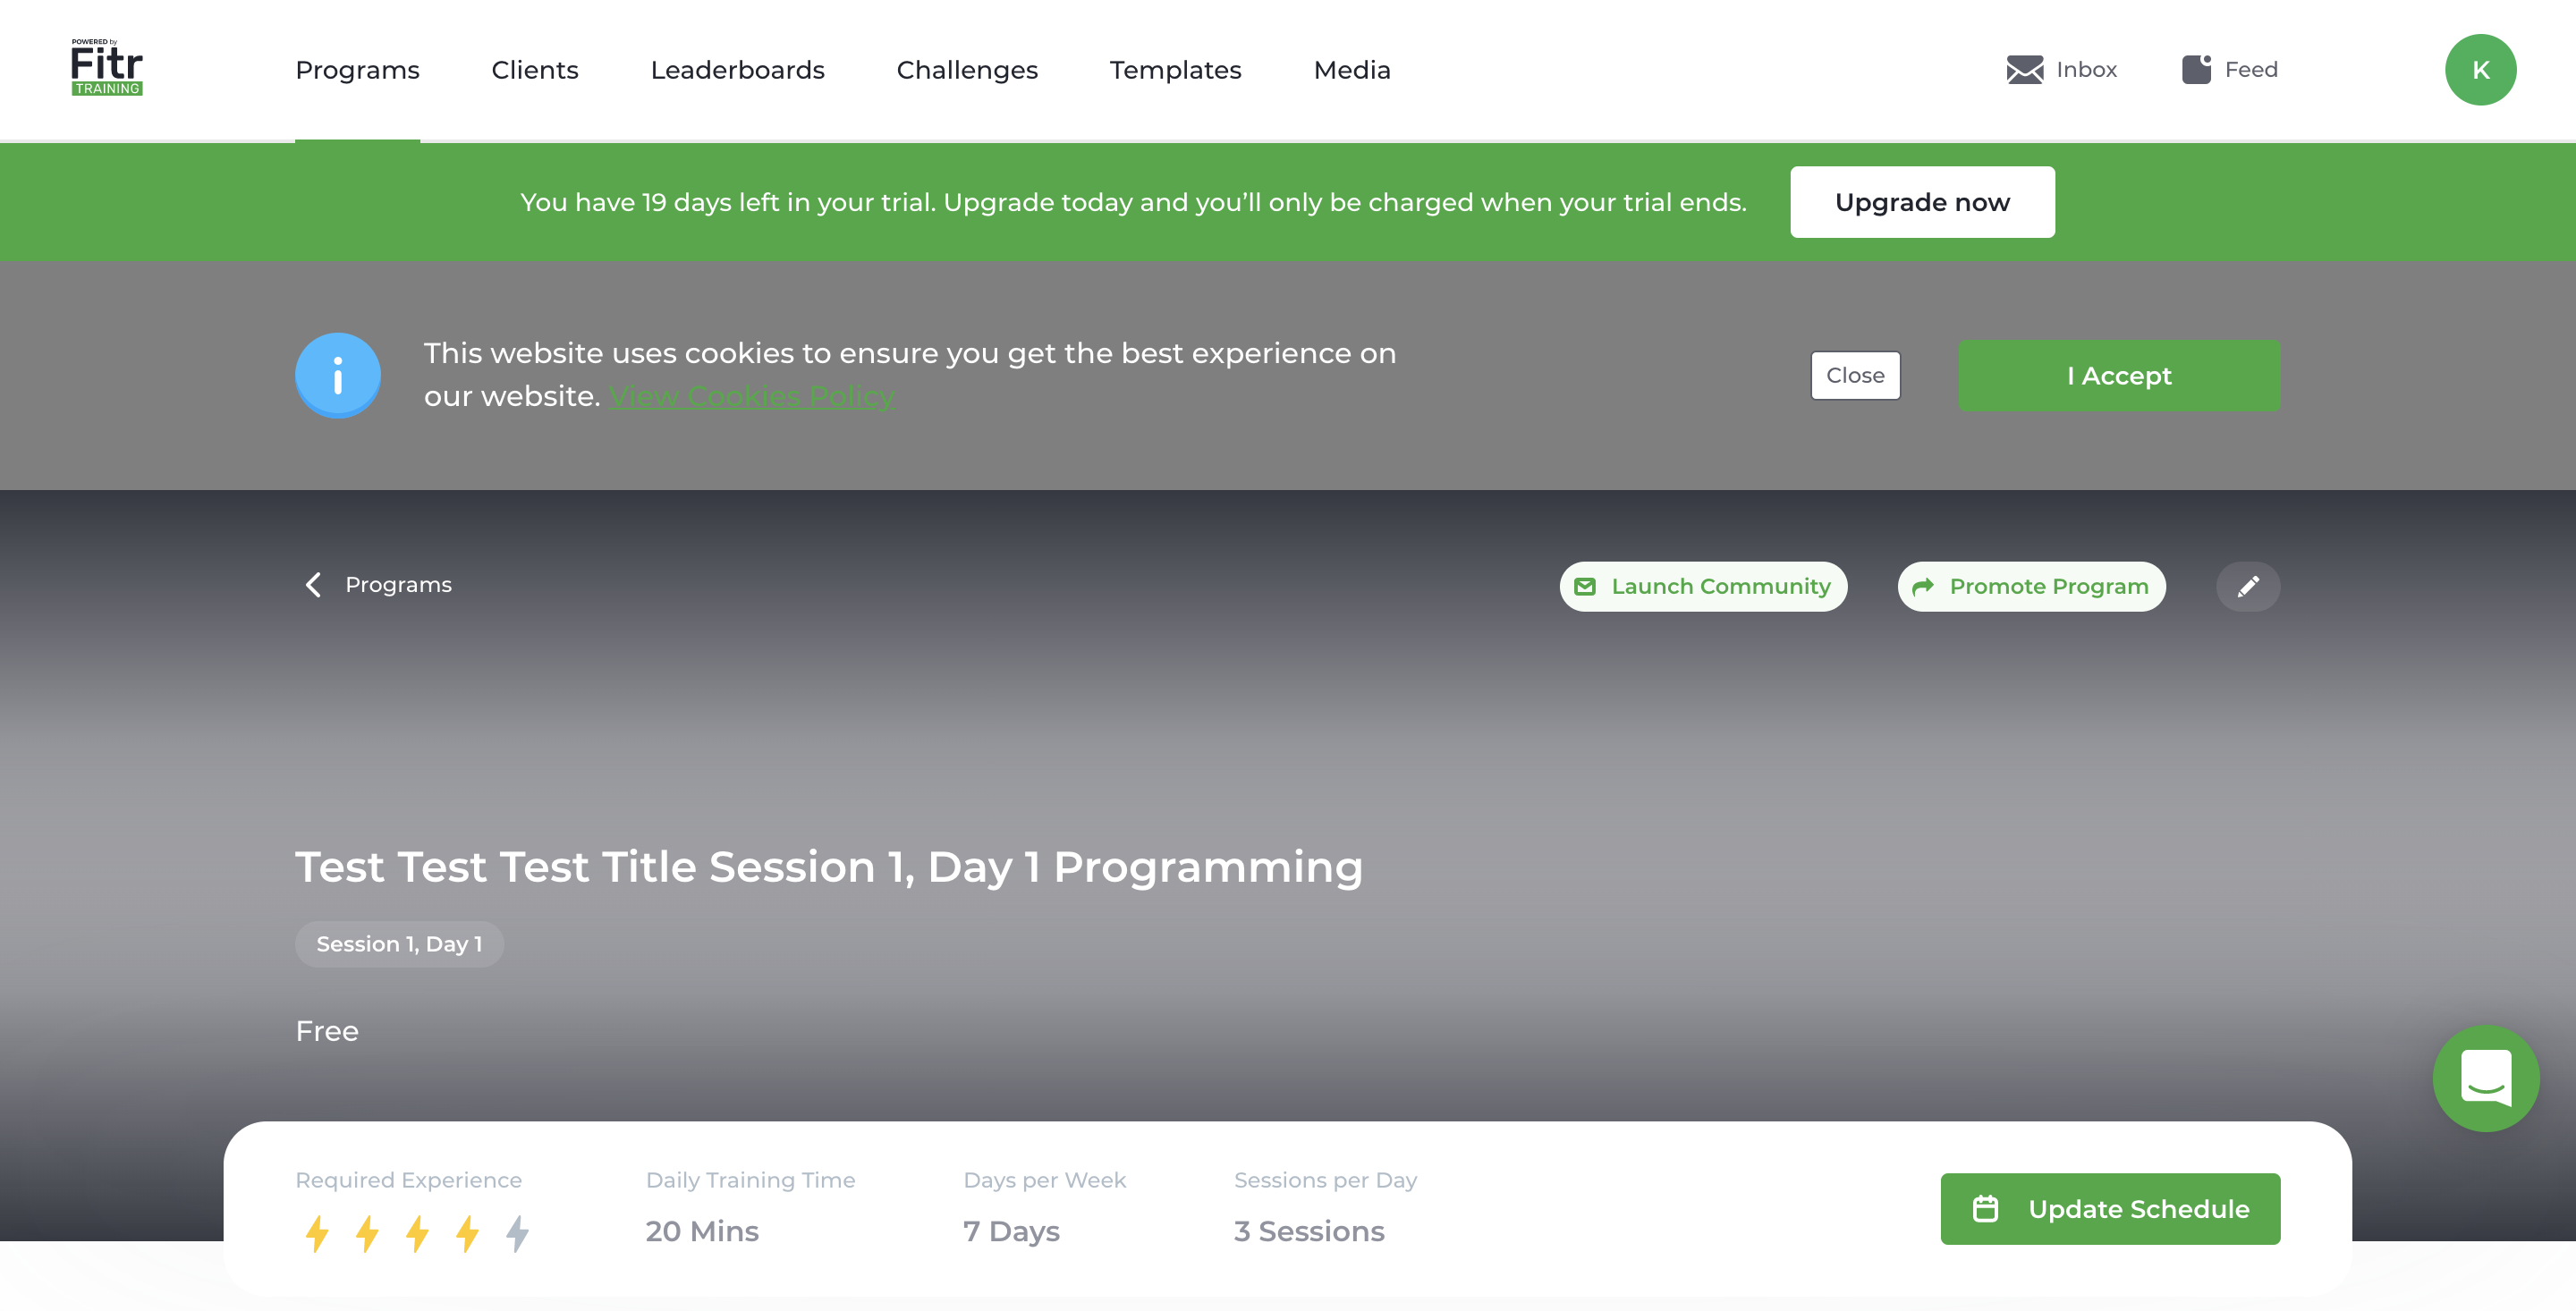 POWERED by
Fitr
TRAINING
Programs
Clients
Leaderboards
Challenges
Templates
Media
Inbox
Feed
K
You have 19 days left in your trial. Upgrade today and you’ll only be charged when your trial ends.
Upgrade now
This website uses cookies to ensure you get the best experience on
our website. View Cookies Policy
Close
I Accept
Programs
Launch Community
Promote Program
Test Test Test Title Session 1, Day 1 Programming
Session 1, Day 1
Free
Required Experience
Daily Training Time
20 Mins
Days per Week
7 Days
Sessions per Day
3 Sessions
Update Schedule